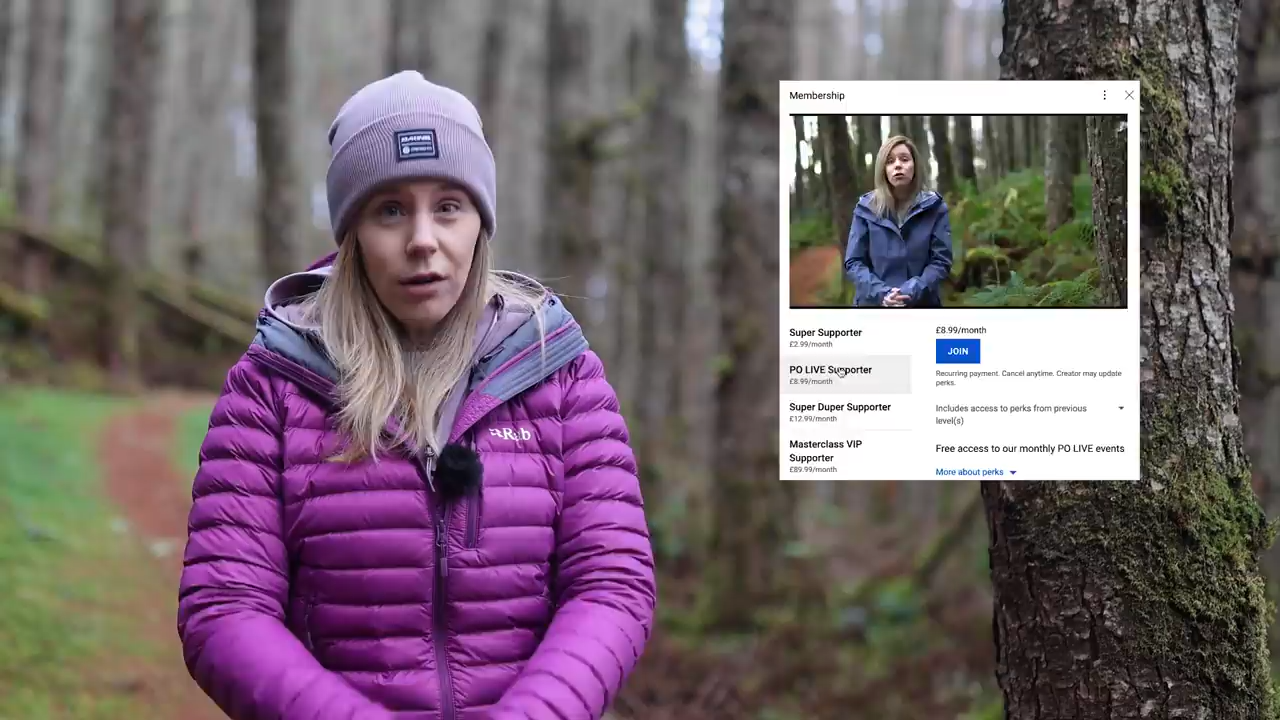 DAKINE
Rab
Membership
Super Supporter
£2.99/month
PO LIVE Supporter
£8.99/month
Super Duper Supporter
£12.99/month
Masterclass VIP
Supporter
£89.99/month
£8.99/month
JOIN
Recurring payment. Cancel anytime. Creator may update
perks.
Includes access to perks from previous
level(s)
Free access to our monthly PO LIVE events
More about perks